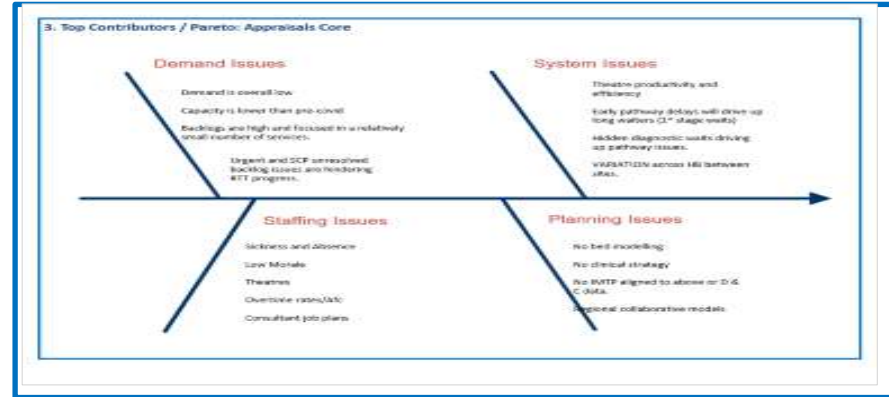 3. Top Contributors / Pareto: Appraisals Core
Demand Issues
Demand is overall low
Capacity is lower than pre-covid
Backlogs are high and focused in a relatively
small number of services.
Urgent and SCP unresolved
backlog issues are hindering
RTT progress.
System Issues
Theatre productivity and
efficiency
Early pathway delays will drive up
long waiters (1st stage waits)
Hidden diagnostic waits driving
up pathway issues.
VARIATION across HB between
sites.
Staffing Issues
Sickness and Absence
Low Morale
Theatres
Overtime rates/Afc
Consultant job plans
Planning Issues
No bed modelling
No clinical strategy
No IMTP aligned to above or D &
C data.
Regional collaborative models